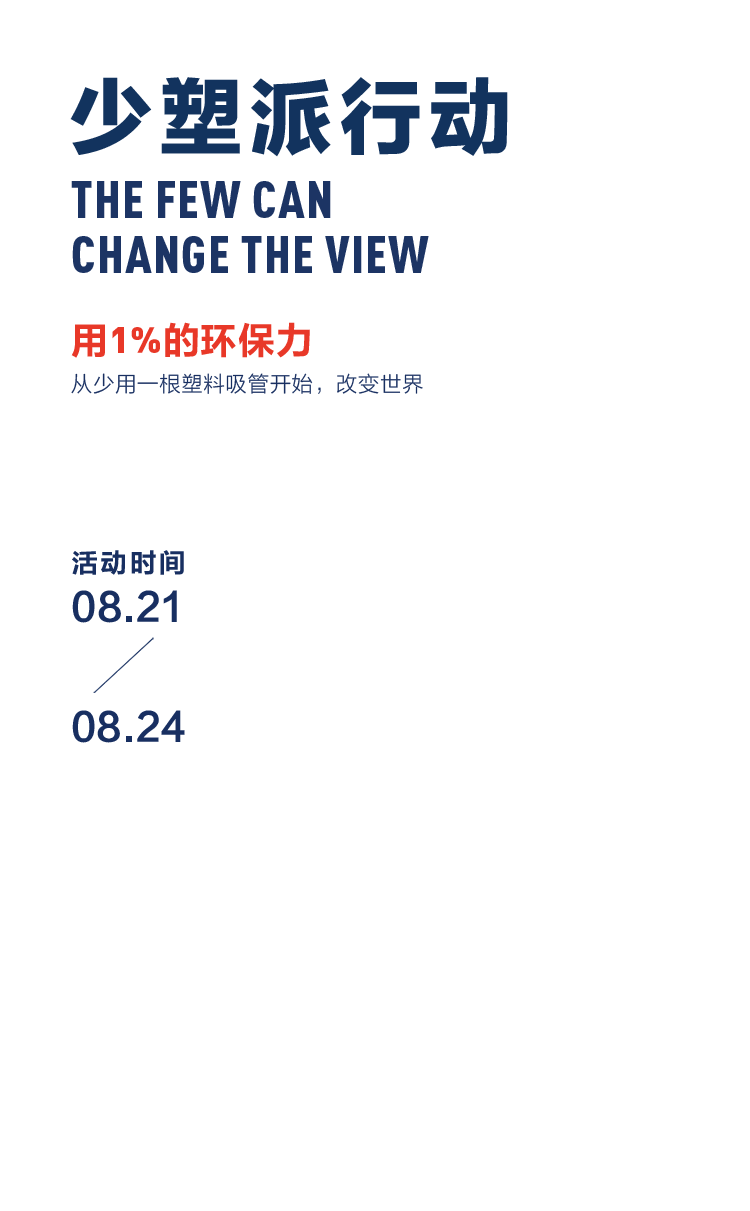 少塑派行动
THE FEW CAN
CHANGE THE VIEW
用1%的环保力
从少用一根塑料吸管开始，改变世界
活动时间
08.21
/
08.24